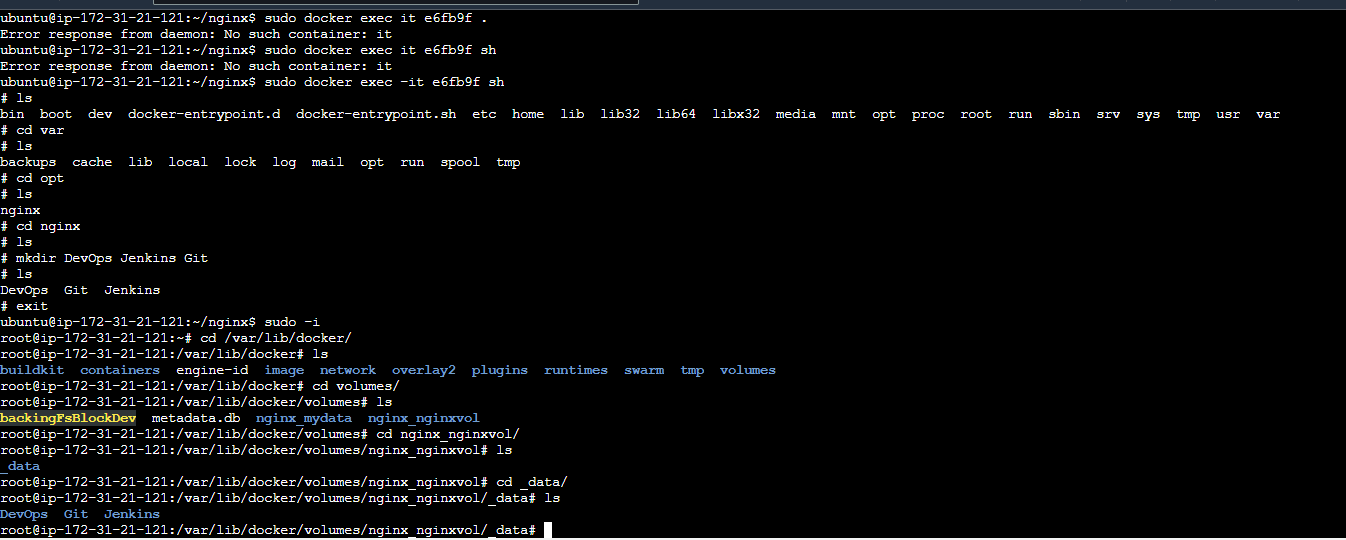 ubuntu@ip-172-31-21-121:~/nginx$ sudo docker exec it e6fb9f .
Error response from daemon: No such container: it
ubuntu@ip-172-31-21-121:~/nginx$ sudo docker exec it e6fb9f sh
Error response from daemon: No such container: it
ubuntu@ip-172-31-21-121:~/nginx$ sudo docker exec -it e6fb9f sh
# ls
bin  boot  dev  docker-entrypoint.d  docker-entrypoint.sh  etc  home  lib  lib32  lib64  libx32  media  mnt  opt  proc  root  run  sbin  srv  sys  tmp  usr  var
# cd var
# ls
backups  cache  lib  local  lock  log  mail  opt  run  spool  tmp
# cd opt
# ls
nginx
# cd nginx
# ls
# mkdir DevOps Jenkins Git
# ls
DevOps  Git  Jenkins
# exit
ubuntu@ip-172-31-21-121:~/nginx$ sudo -i
root@ip-172-31-21-121:~# cd /var/lib/docker/
root@ip-172-31-21-121:/var/lib/docker# ls
buildkit  containers  engine-id  image  network  overlay2  plugins  runtimes  swarm  tmp  volumes
root@ip-172-31-21-121:/var/lib/docker# cd volumes/
root@ip-172-31-21-121:/var/lib/docker/volumes# ls
backingFsBlockDev  metadata.db  nginx_mydata  nginx_nginxvol
root@ip-172-31-21-121:/var/lib/docker/volumes# cd nginx_nginxvol/
root@ip-172-31-21-121:/var/lib/docker/volumes/nginx_nginxvol# ls
_data
root@ip-172-31-21-121:/var/lib/docker/volumes/nginx_nginxvol# cd _data/
root@ip-172-31-21-121:/var/lib/docker/volumes/nginx_nginxvol/_data# ls
DevOps  Git  Jenkins
root@ip-172-31-21-121:/var/lib/docker/volumes/nginx_nginxvol/_data#